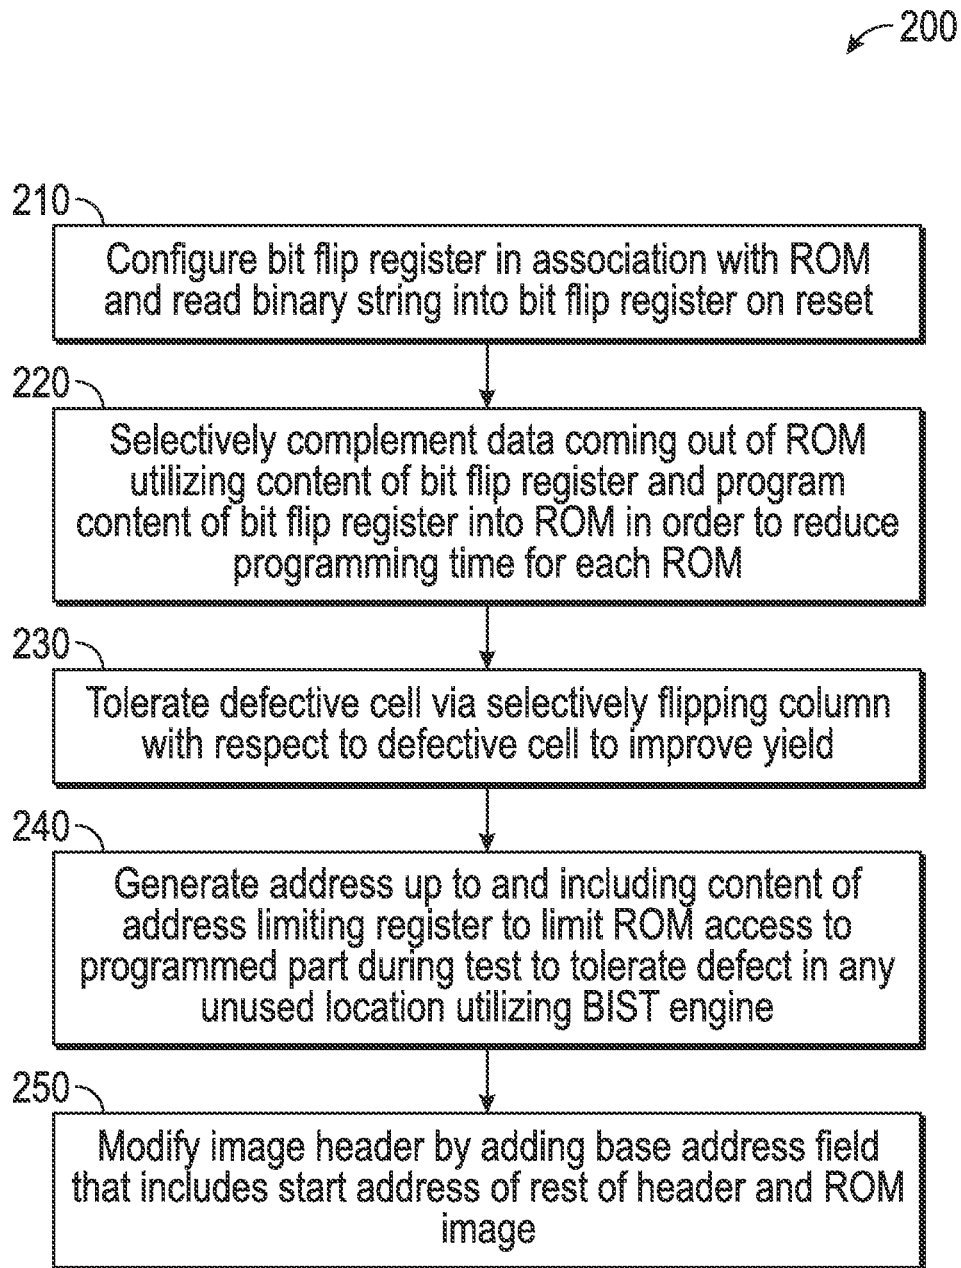 200
210
Configure bit flip register in association with ROM
and read binary string into bit flip register on reset
220
Selectively complement data coming out of ROM
utilizing content of bit flip register and program
content of bit flip register into ROM in order to reduce
programming time for each ROM
230
Tolerate defective cell via selectively flipping column
with respect to defective cell to improve yield
240
Generate address up to and including content of
address limiting register to limit ROM access to
programmed part during test to tolerate defect in any
unused location utilizing BIST engine
250
Modify image header by adding base address field
that includes start address of rest of header and ROM
image